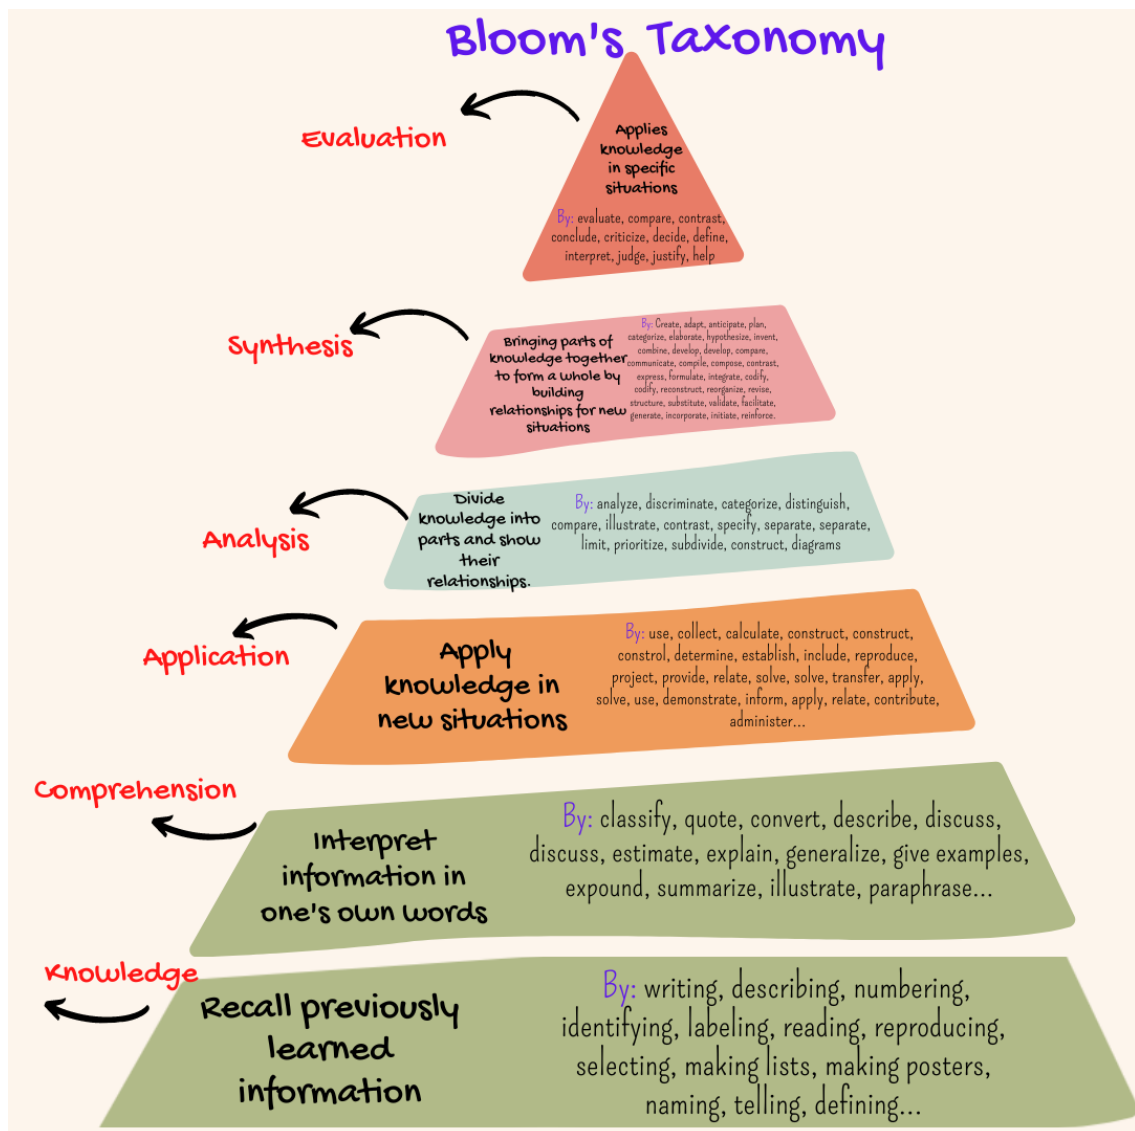 Bloom's Taxonomy
Evaluation
Applies
knowledge
in specific
situations
By: evaluate, compare, contrast,
conclude, criticize, decide, define,
interpret, judge, justify, help
Synthesis
Bringing parts of
knowledge together
to form a whole by
building
relationships for new
situations
By: Create, adapt, anticipate, plan,
categorize, elaborate, hypothesize, invent,
combine, develop, develop, compare,
communicate, compile, compose, contrast,
express, formulate, integrate, codify,
codify, reconstruct, reorganize, revise,
structure, substitute, validate, facilitate,
generate, incorporate, initiate, reinforce.
Analysis
Divide
knowledge into
parts and show
their
relationships.
By: analyze, discriminate, categorize, distinguish,
compare, illustrate, contrast, specify, separate, separate,
limit, prioritize, subdivide, construct, diagrams
Application
Apply
knowledge in
new situations
By: use, collect, calculate, construct, construct,
constrol, determine, establish, include, reproduce,
project, provide, relate, solve, solve, transfer, apply,
solve, use, demonstrate, inform, apply, relate, contribute,
administer...
Comprehension
Interpret
information in
one's own words
By: classify, quote, convert, describe, discuss,
discuss, estimate, explain, generalize, give examples,
expound, summarize, illustrate, paraphrase...
Knowledge
Recall previously
learned
information
By: writing, describing, numbering,
identifying, labeling, reading, reproducing,
selecting, making lists, making posters,
naming, telling, defining...